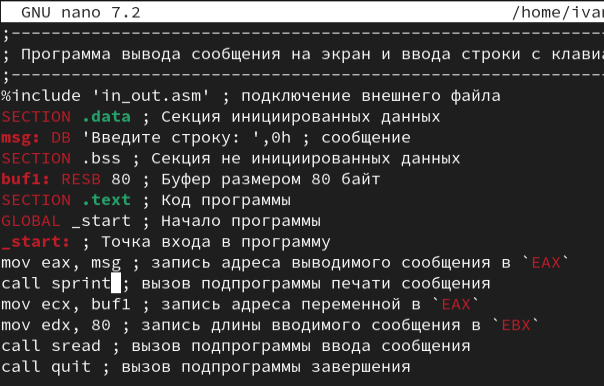 GNU nano 7.2 /home/ivan
;------------------------------------------------------------
; Программа вывода сообщения на экран и ввода строки с
;------------------------------------------------------------
%include 'in_out.asm' ; подключение внешнего файла
SECTION .data ; Секция инициированных данных
msg: DB 'Введите строку: ',0h ; сообщение
SECTION .bss ; Секция не инициированных данных
buf1: RESB 80 ; Буфер размером 80 байт
SECTION .text ; Код программы
GLOBAL _start ; Начало программы
_start: ; Точка входа в программу
mov eax, msg ; запись адреса выводимого сообщения в `EAX`
call sprint ; вызов подпрограммы печати сообщения
mov ecx, buf1 ; запись адреса переменной в `EAX`
mov edx, 80 ; запись длины вводимого сообщения в `EBX`
call sread ; вызов подпрограммы ввода сообщения
call quit ; вызов подпрограммы завершения